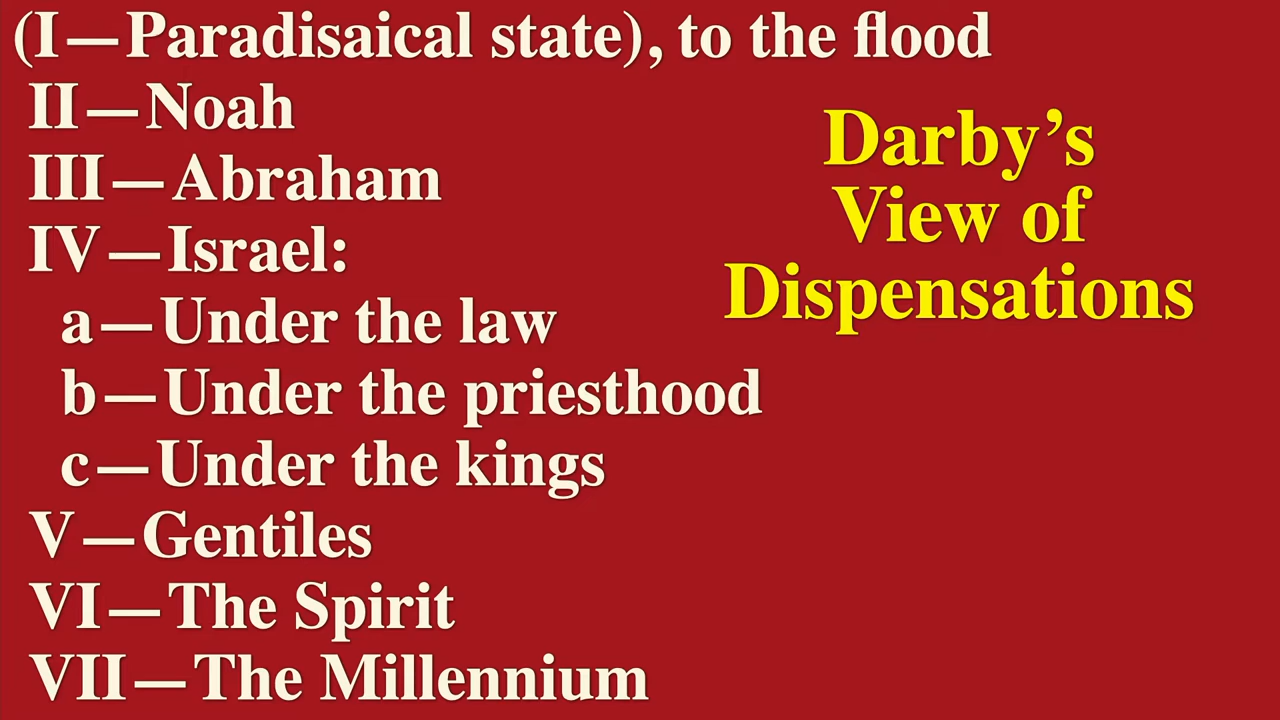 (I—Paradisaical state), to the flood
II—Noah
III—Abraham
IV—Israel:
a—Under the law
b—Under the priesthood
c—Under the kings
V—Gentiles
VI—The Spirit
VII—The Millennium
Darby’s
View of
Dispensations